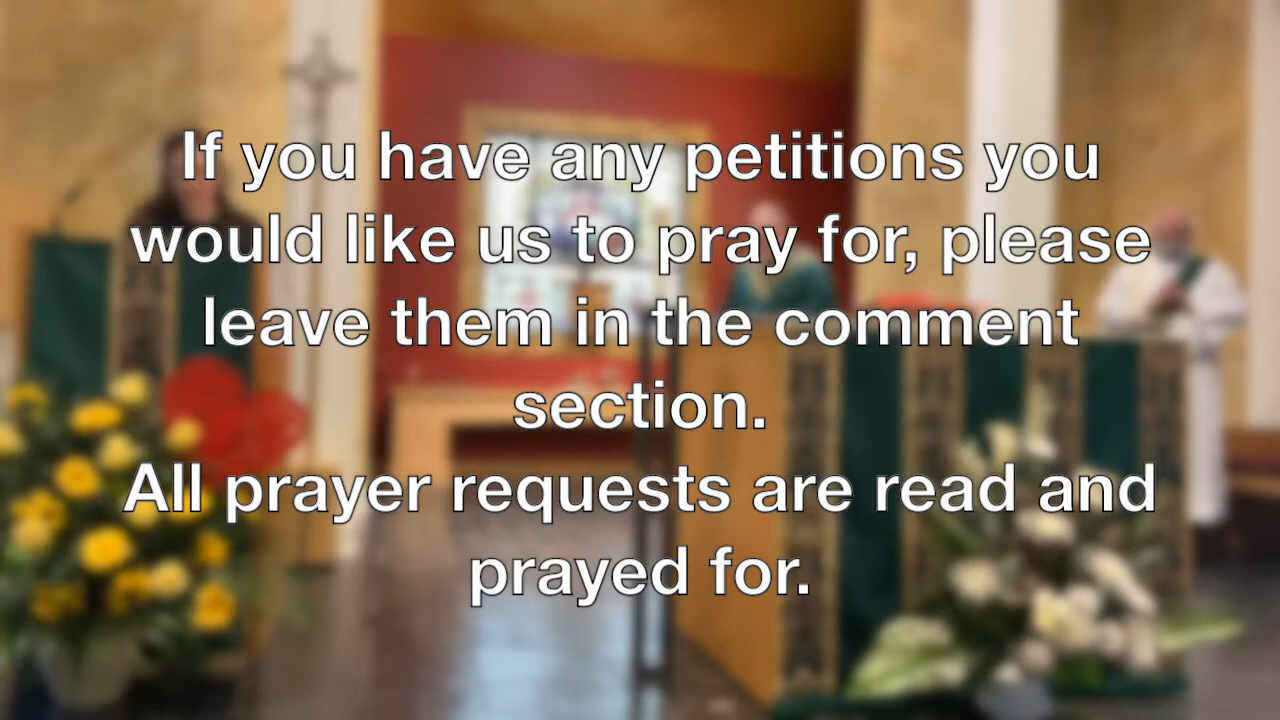 If you have any petitions you
would like us to pray for, please
leave them in the comment
section.
All prayer requests are read and
prayed for.